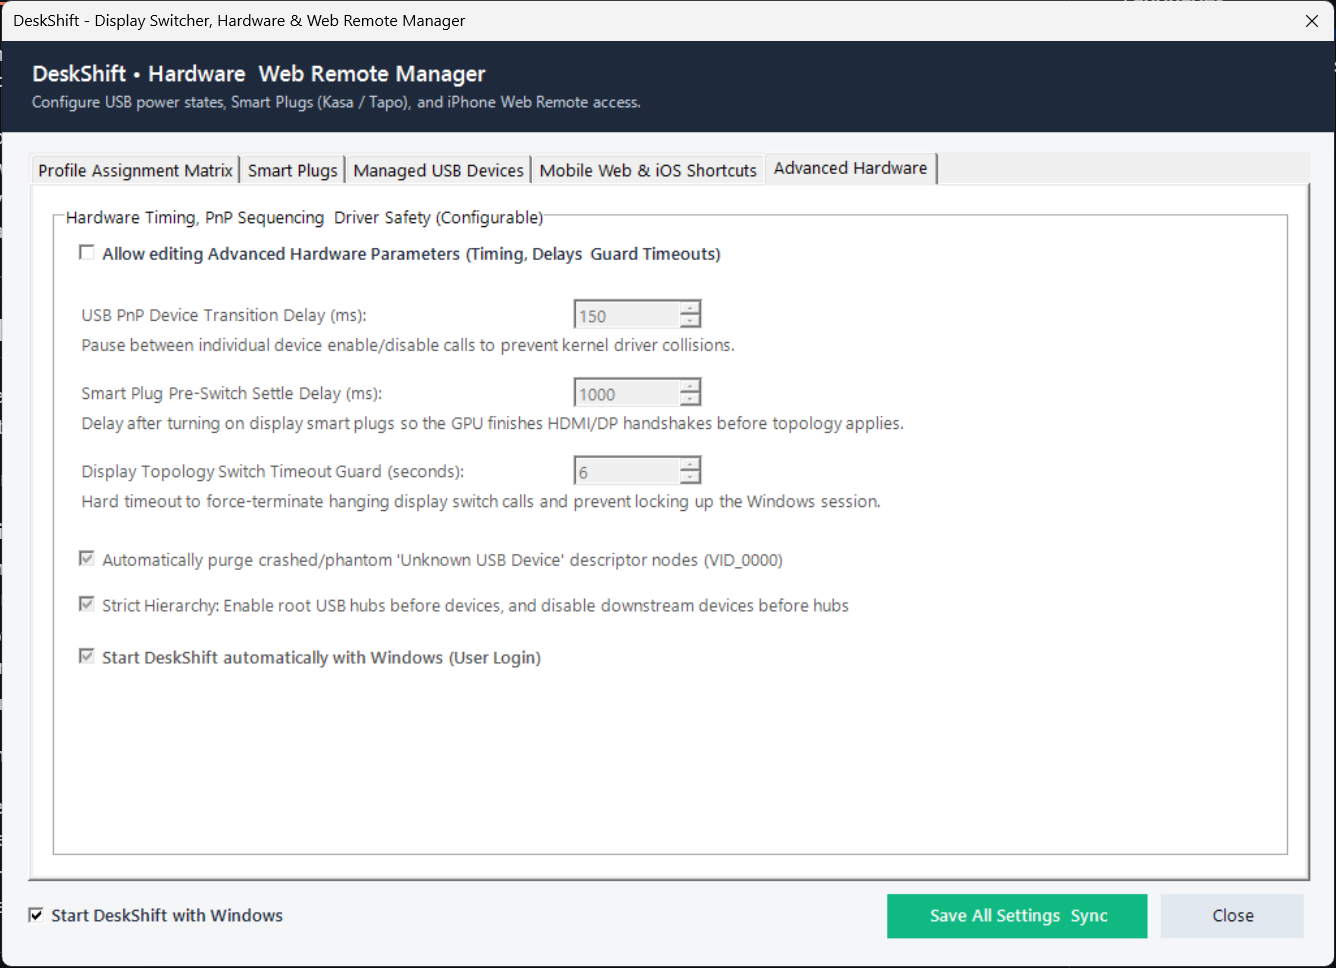 DeskShift - Display Switcher, Hardware & Web Remote Manager
DeskShift • Hardware  Web Remote Manager
Configure USB power states, Smart Plugs (Kasa / Tapo), and iPhone Web Remote access.
Profile Assignment Matrix Smart Plugs Managed USB Devices Mobile Web & iOS Shortcuts Advanced Hardware
Hardware Timing, PnP Sequencing  Driver Safety (Configurable)
Allow editing Advanced Hardware Parameters (Timing, Delays  Guard Timeouts)
USB PnP Device Transition Delay (ms): 150
Pause between individual device enable/disable calls to prevent kernel driver collisions.
Smart Plug Pre-Switch Settle Delay (ms): 1000
Delay after turning on display smart plugs so the GPU finishes HDMI/DP handshakes before topology applies.
Display Topology Switch Timeout Guard (seconds): 6
Hard timeout to force-terminate hanging display switch calls and prevent locking up the Windows session.
Automatically purge crashed/phantom 'Unknown USB Device' descriptor nodes (VID_0000)
Strict Hierarchy: Enable root USB hubs before devices, and disable downstream devices before hubs
Start DeskShift automatically with Windows (User Login)
Start DeskShift with Windows Save All Settings  Sync Close